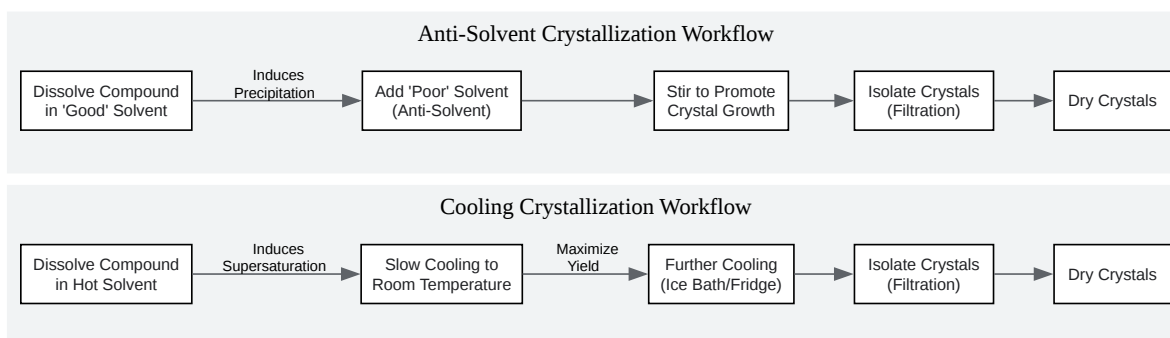 Anti-Solvent Crystallization Workflow
Dissolve Compound
in 'Good' Solvent
Induces
Precipitation
Add 'Poor' Solvent
(Anti-Solvent)
Stir to Promote
Crystal Growth
Isolate Crystals
(Filtration)
Dry Crystals
Cooling Crystallization Workflow
Dissolve Compound
in Hot Solvent
Induces
Supersaturation
Slow Cooling to
Room Temperature
Maximize
Yield
Further Cooling
(Ice Bath/Fridge)
Isolate Crystals
(Filtration)
Dry Crystals